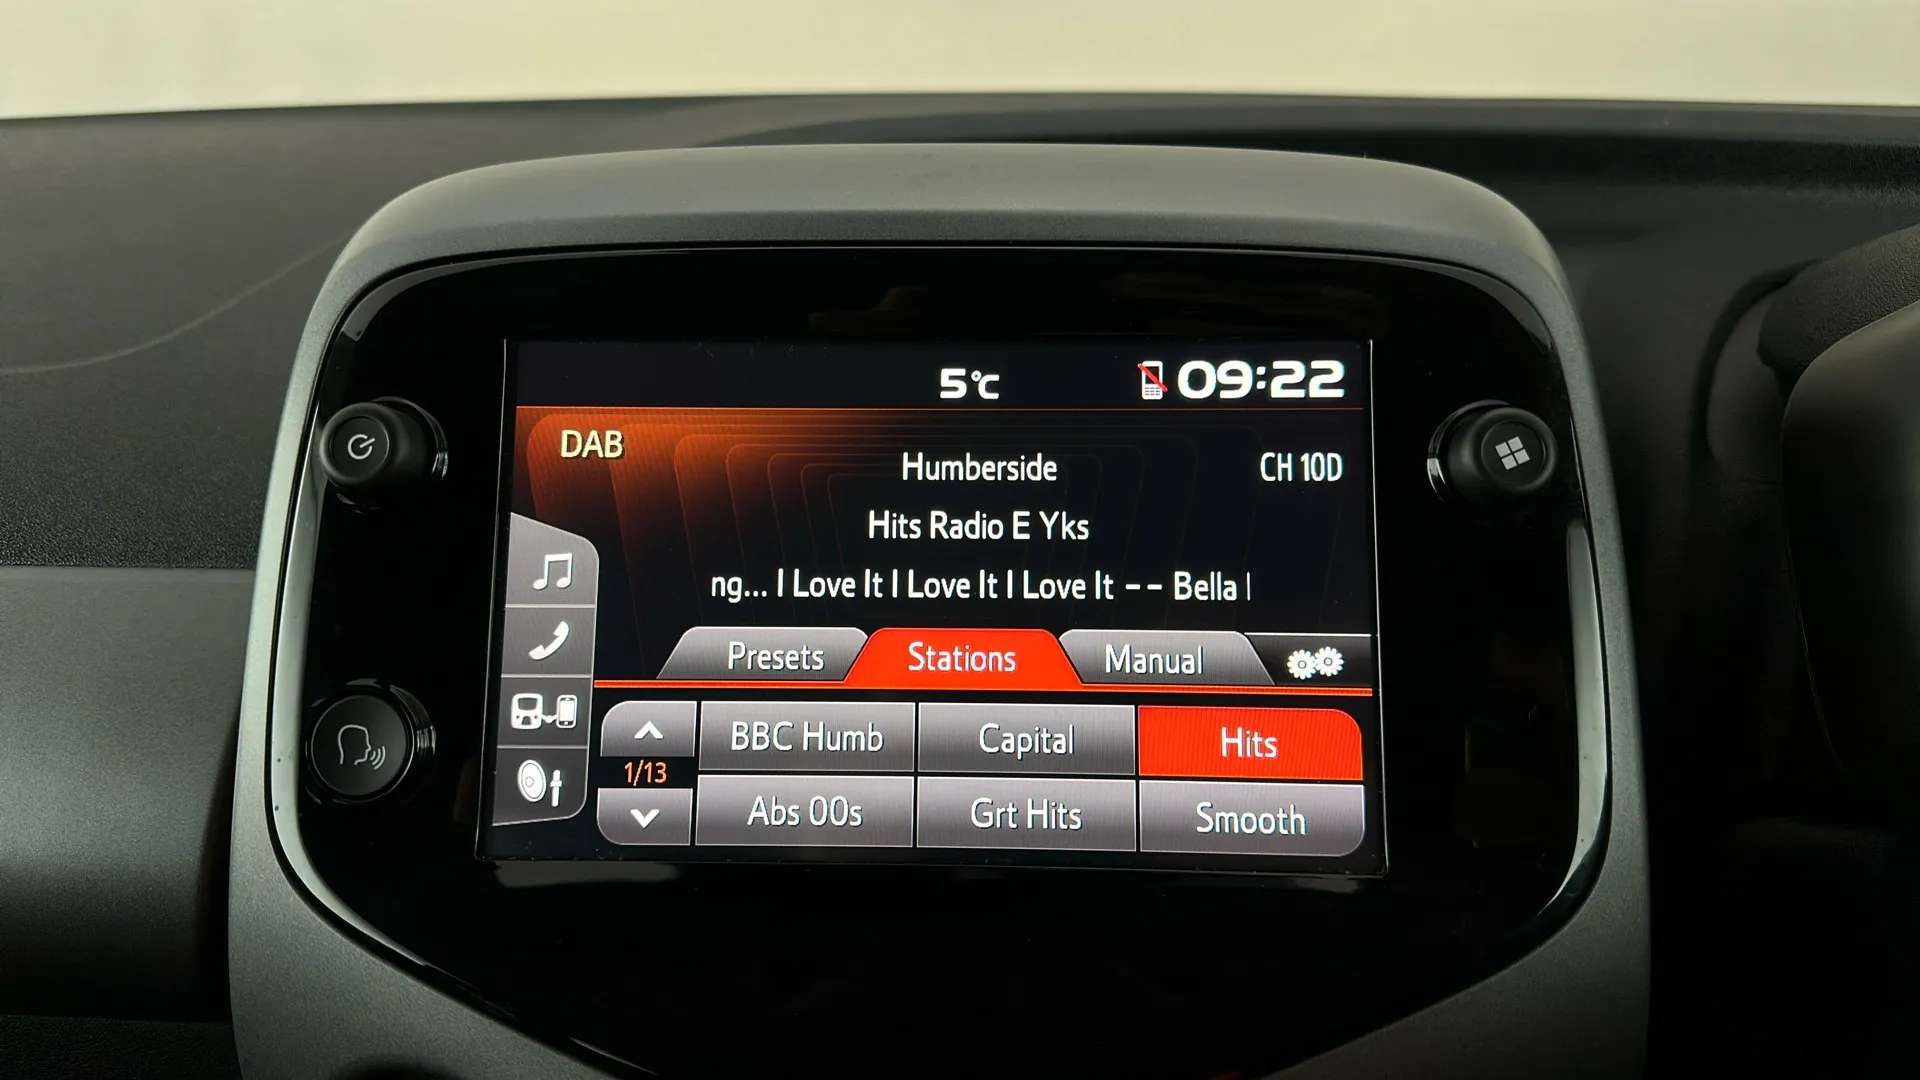 5°C 09:22
DAB
Humberside CH 10D
Hits Radio E Yks
ng... I Love It I Love It I Love It -- Bella
Presets Stations Manual
BBC Humb Capital Hits
1/13
Abs 00s Grt Hits Smooth